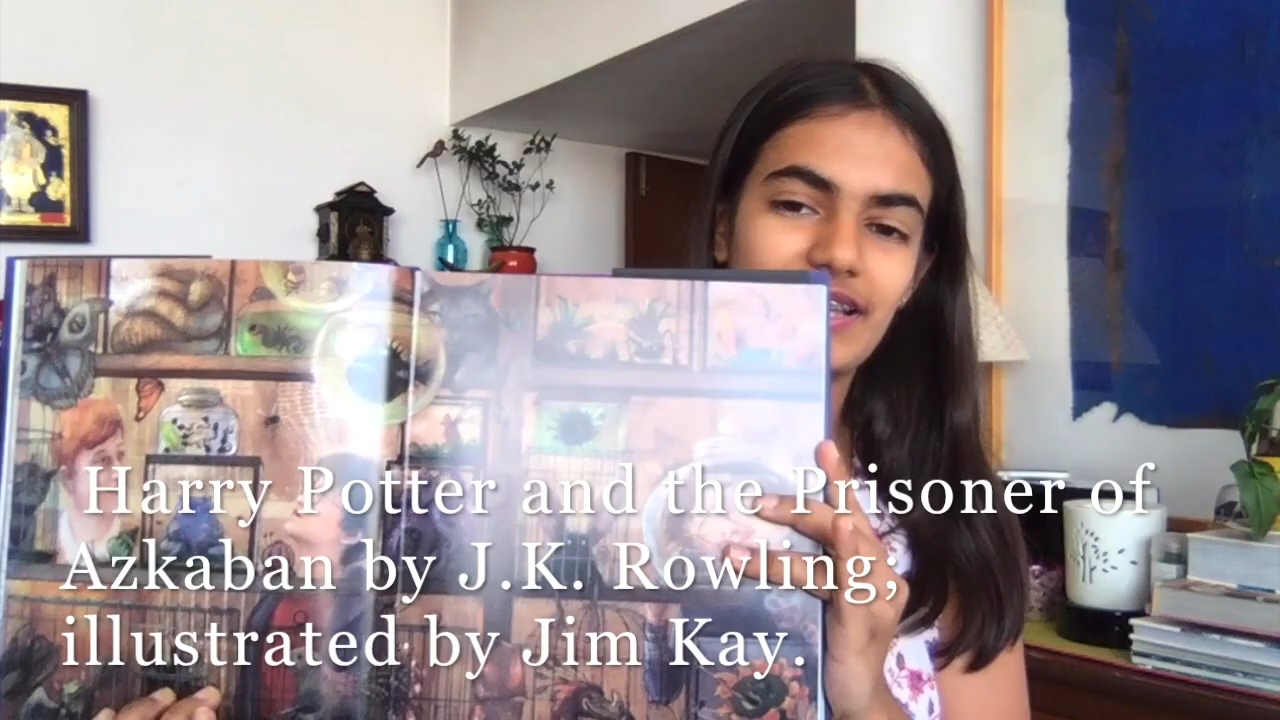 Harry Potter and the Prisoner of
Azkaban by J.K. Rowling;
illustrated by Jim Kay.